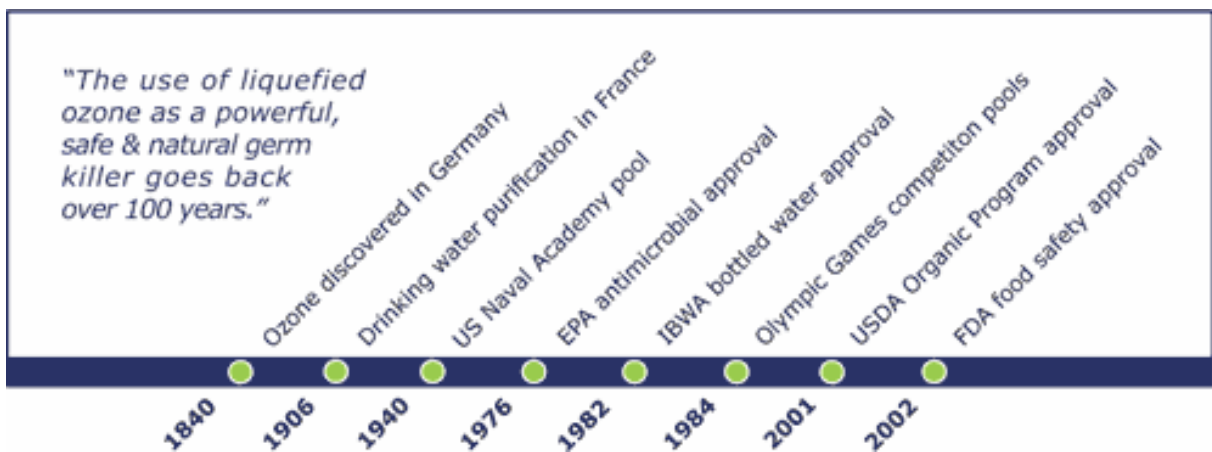 “The use of liquefied
ozone as a powerful,
safe & natural germ
killer goes back
over 100 years.”
Ozone discovered in Germany
Drinking water purification in France
US Naval Academy pool
EPA antimicrobial approval
IBWA bottled water approval
Olympic Games competiton pools
USDA Organic Program approval
FDA food safety approval
1840
1906
1940
1976
1982
1984
2001
2002